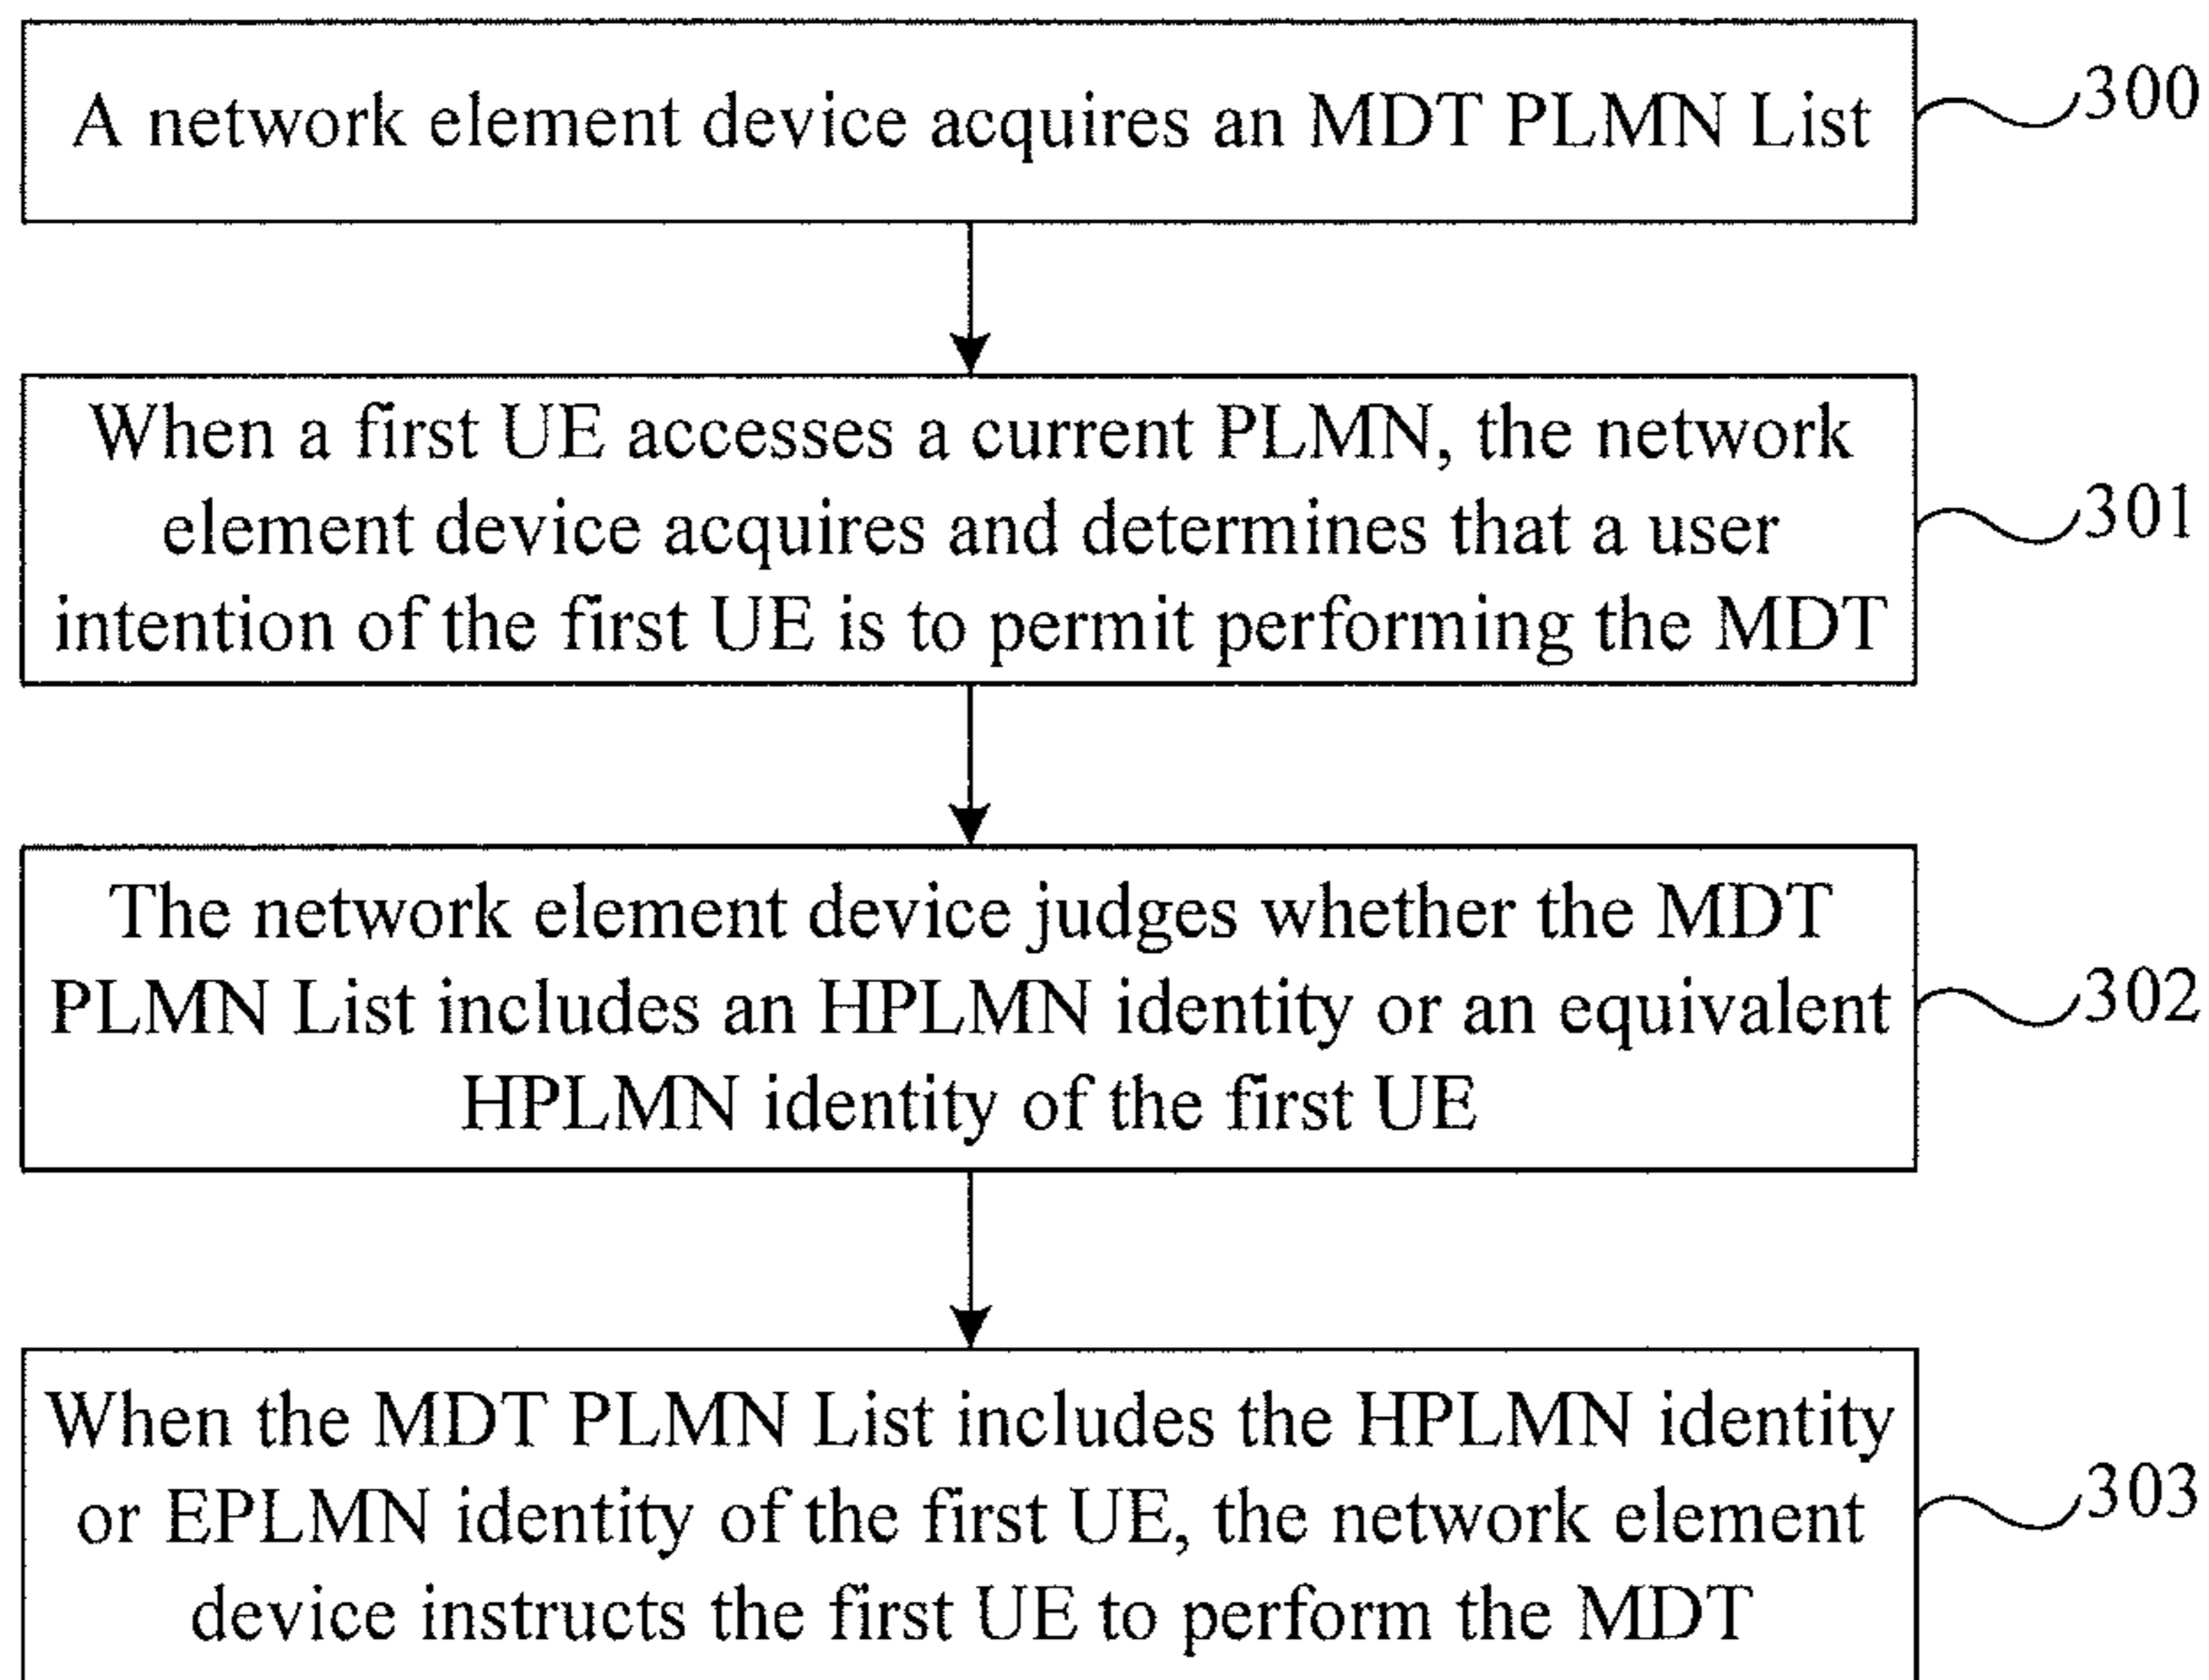 A network element device acquires an MDT PLMN List
300
When a first UE accesses a current PLMN, the network
element device acquires and determines that a user
intention of the first UE is to permit performing the MDT
301
The network element device judges whether the MDT
PLMN List includes an HPLMN identity or an equivalent
HPLMN identity of the first UE
302
When the MDT PLMN List includes the HPLMN identity
or EPLMN identity of the first UE, the network element
device instructs the first UE to perform the MDT
303